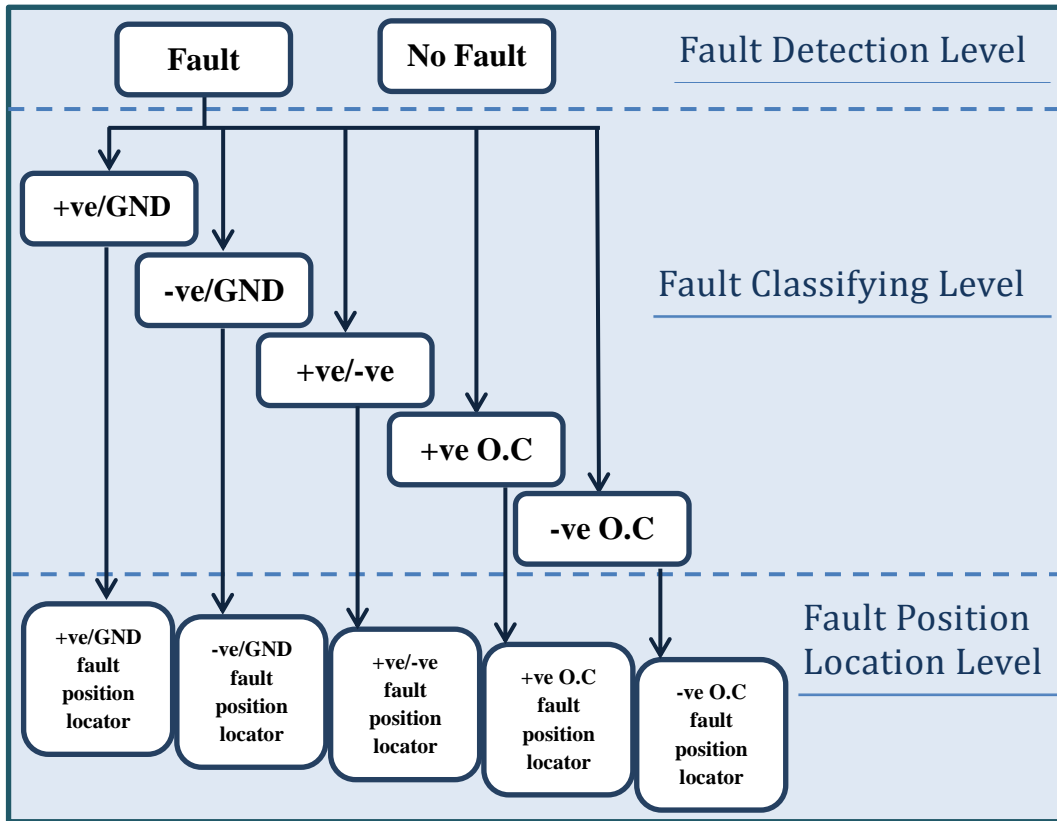 Fault
No Fault
Fault Detection Level
+ve/GND
-ve/GND
+ve/-ve
+ve O.C
-ve O.C
Fault Classifying Level
+ve/GND
fault
position
locator
-ve/GND
fault
position
locator
+ve/-ve
fault
position
locator
+ve O.C
fault
position
locator
-ve O.C
fault
position
locator
Fault Position
Location Level